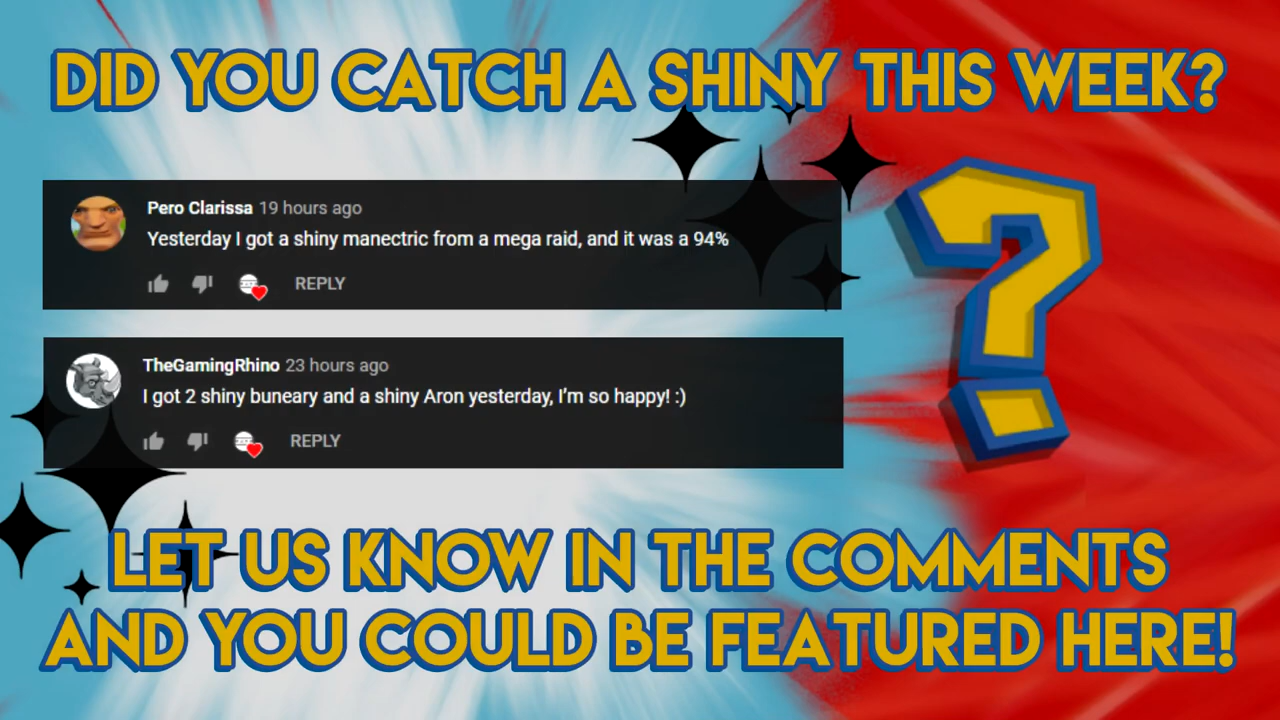 DID YOU CATCH A SHINY THIS WEEK?
Pero Clarissa 19 hours ago
Yesterday I got a shiny manectric from a mega raid, and it was a 94%
REPLY
TheGamingRhino 23 hours ago
I got 2 shiny buneary and a shiny Aron yesterday, I'm so happy! :)
REPLY
?
LET US KNOW IN THE COMMENTS
AND YOU COULD BE FEATURED HERE!